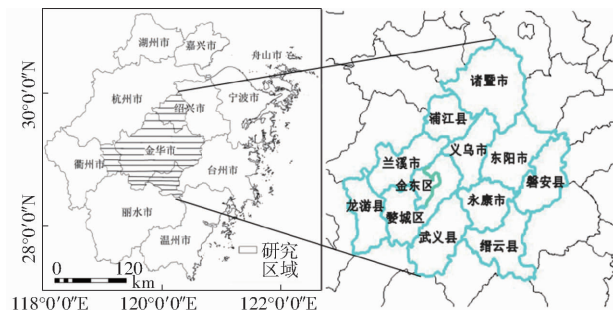 湖州市
嘉兴市
舟山市
杭州市
绍兴市
宁波市
金华市
衢州市
台州市
丽水市
温州市
30°0′0″N
28°0′0″N
研究
区域
0 120
km
118°0′0″E 120°0′0″E 122°0′0″E
诸暨市
浦江县
义乌市
兰溪市
东阳市
金东区
磐安县
龙游县
婺城区
永康市
武义县
缙云县